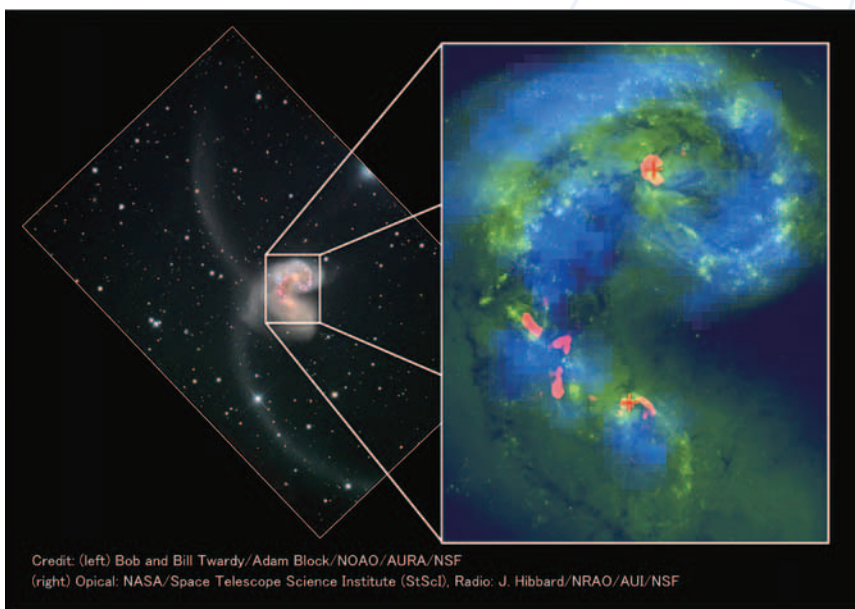 Credit: (left) Bob and Bill Twardy/Adam Block/NOAO/AURA/NSF
(right) Opical: NASA/Space Telescope Science Institute (StScI), Radio: J. Hibbard/NRAO/AUI/NSF